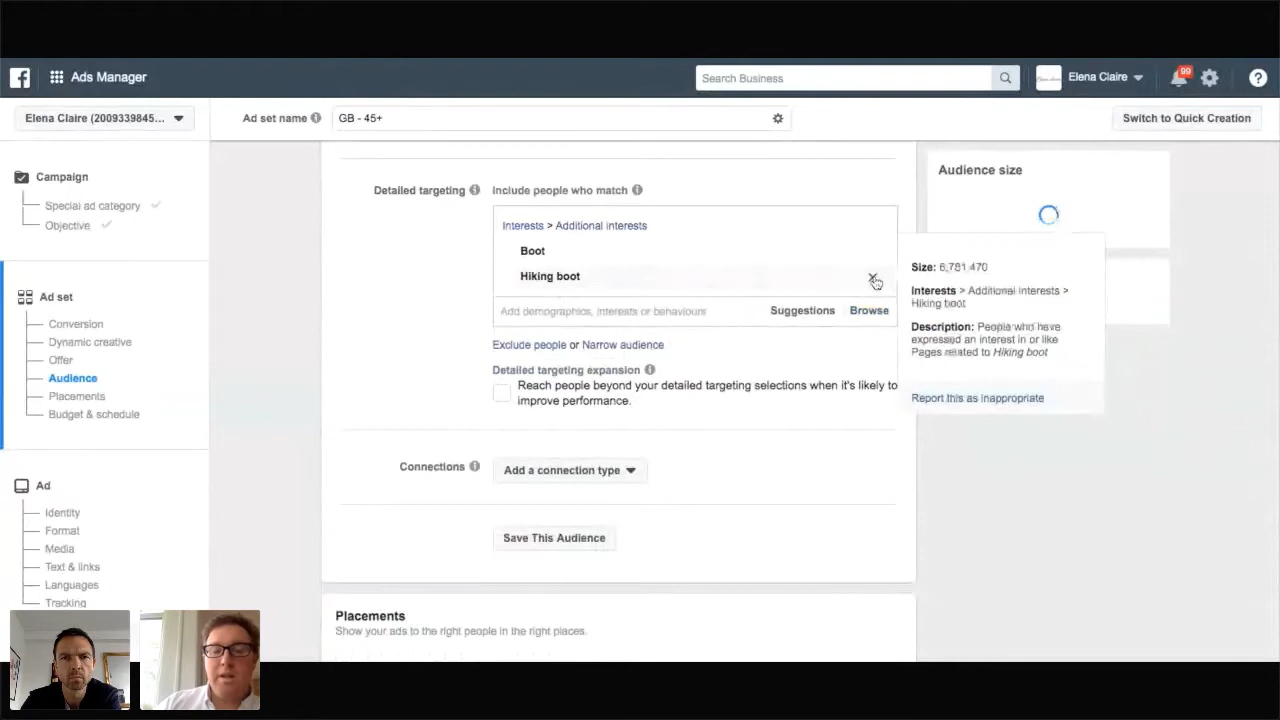 Ads Manager
Search Business
Elena Claire
99
Elena Claire (2009339845...
Ad set name
GB - 45+
Switch to Quick Creation
Campaign
Special ad category
Objective
Ad set
Conversion
Dynamic creative
Offer
Audience
Placements
Budget & schedule
Ad
Identity
Format
Media
Text & links
Languages
Tracking
Detailed targeting
Include people who match
Interests > Additional interests
Boot
Hiking boot
Add demographics, interests or behaviours
Suggestions
Browse
Exclude people or Narrow audience
Detailed targeting expansion
Reach people beyond your detailed targeting selections when it's likely to
improve performance.
Connections
Add a connection type
Save This Audience
Placements
Show your ads to the right people in the right places.
Audience size
Size: 6,781,470
Interests > Additional interests >
Hiking boot
Description: People who have
expressed an interest in or like
Pages related to Hiking boot
Report this as inappropriate